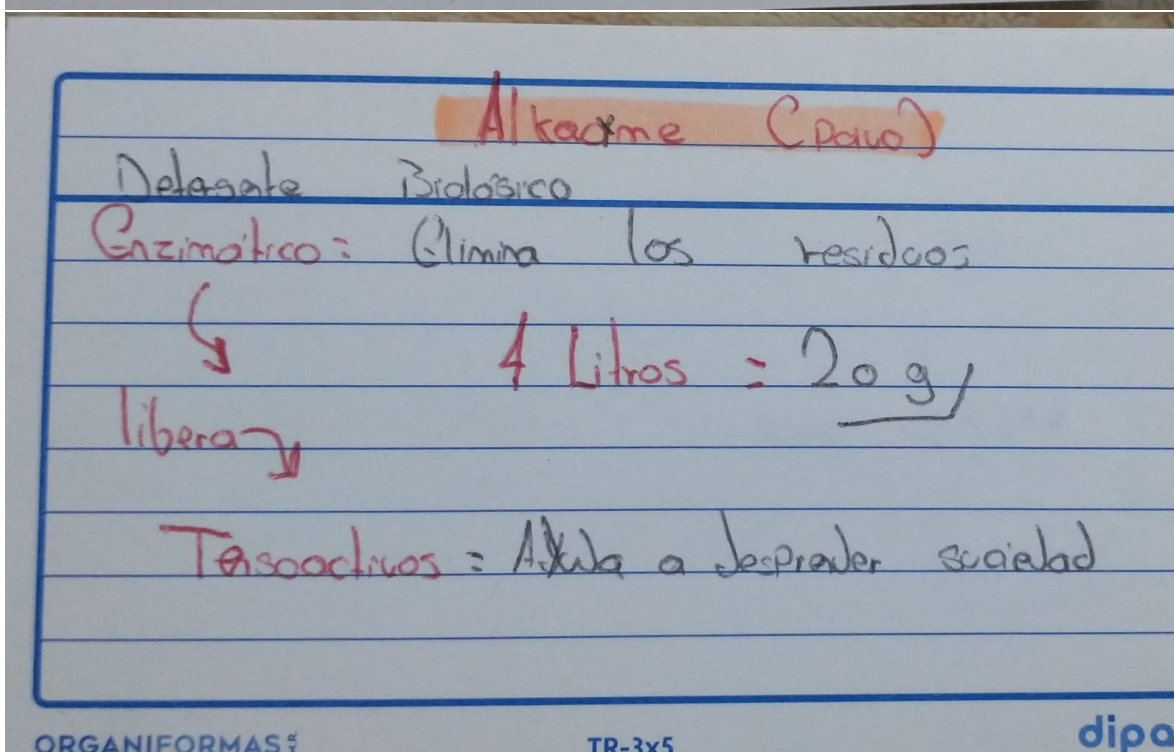 Alkaxme (Polvo)
Detergente Biológico
Enzimático: Elimina los residuos
4 Litros = 20 g
libera
Tensoactivos = Ayuda a desprender suciedad
ORGANIFORMAS
TR-3x5
dipa